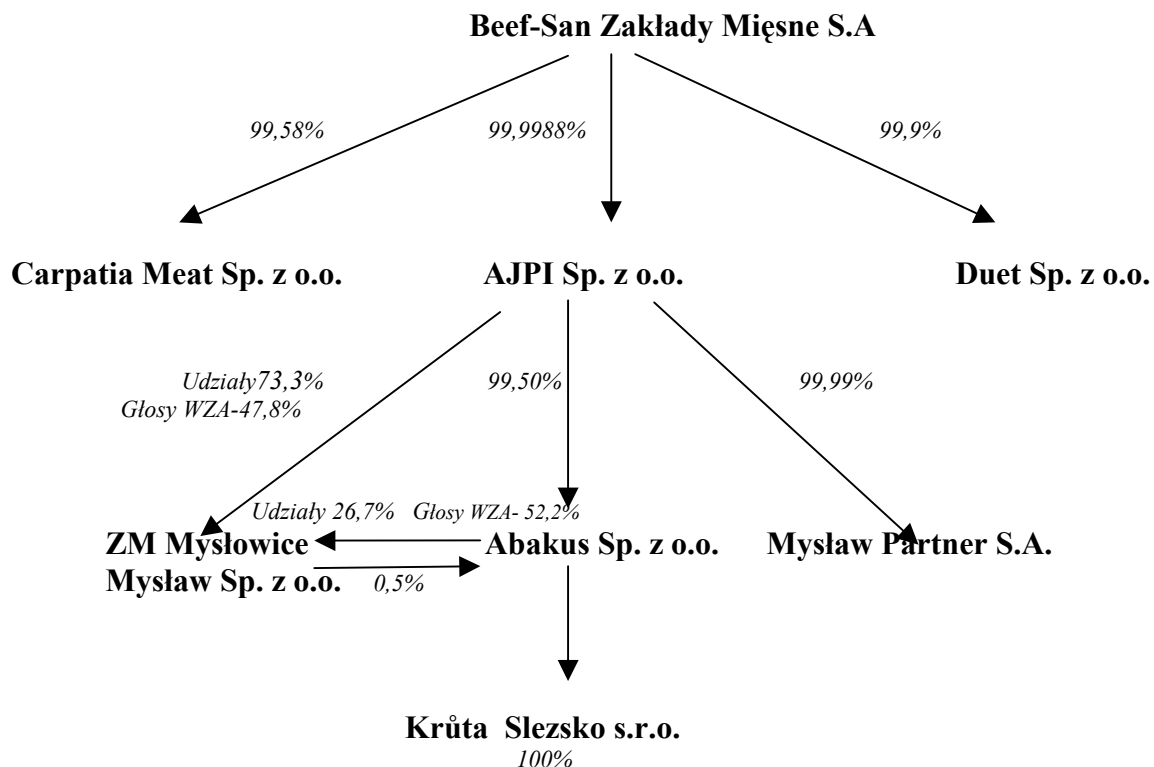 Beef-San Zakłady Mięsne S.A
99,58%
99,9988%
99,9%
Carpatia Meat Sp. z o.o.
AJPI Sp. z o.o.
Duet Sp. z o.o.
Udziały73,3%
Głosy WZA-47,8%
99,50%
99,99%
Udziały 26,7%
Głosy WZA- 52,2%
ZM Mysłowice
Mysław Sp. z o.o.
0,5%
Abakus Sp. z o.o.
Mysław Partner S.A.
Krůta Slezsko s.r.o.
100%